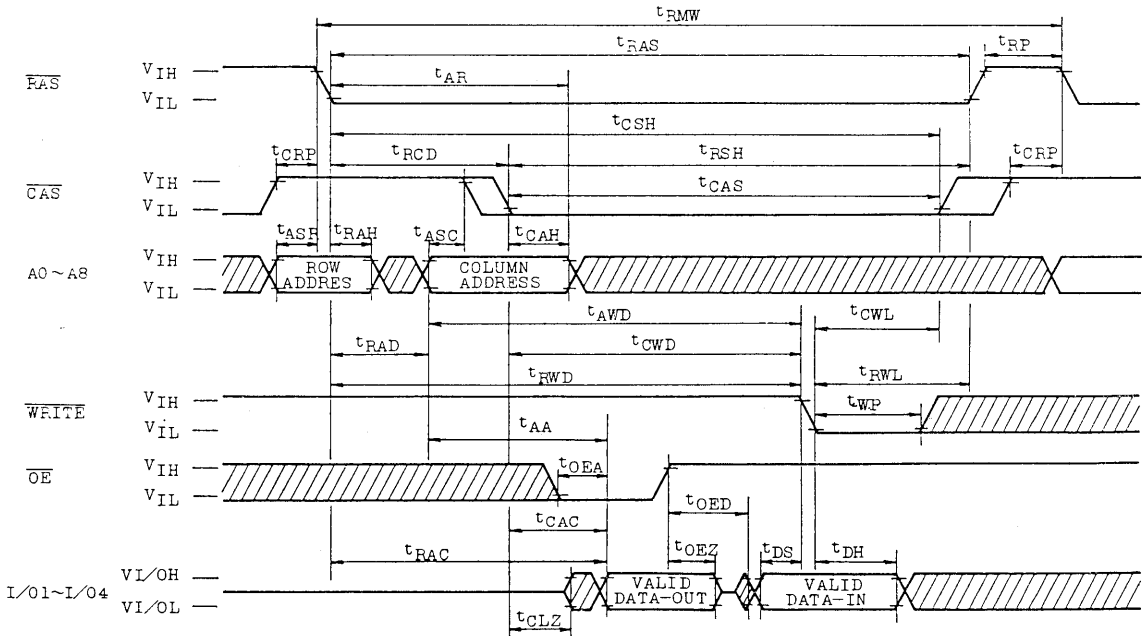 tRMW
tRAS
tRP
RAS
VIH
VIL
tAR
tCSH
tCRP
tRCD
tRSH
tCRP
CAS
VIH
VIL
tCAS
tASR
tRAH
tASC
tCAH
A0~A8
VIH
VIL
ROW
ADDRES
COLUMN
ADDRESS
tAWD
tCWL
tRAD
tCWD
tRWD
tRWL
WRITE
VIH
VIL
tWP
tAA
OE
VIH
VIL
tOEA
tOED
tCAC
tRAC
tOEZ
tDS
tDH
I/O1~I/O4
VI/OH
VI/OL
VALID
DATA-OUT
VALID
DATA-IN
tCLZ